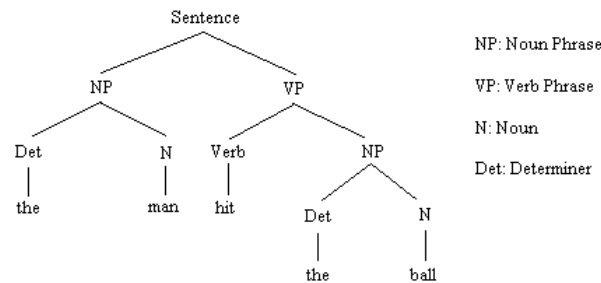 Sentence
NP: Noun Phrase
NP VP
VP: Verb Phrase
N: Noun
Det N Verb NP
Det: Determiner
the man hit
Det N
the ball